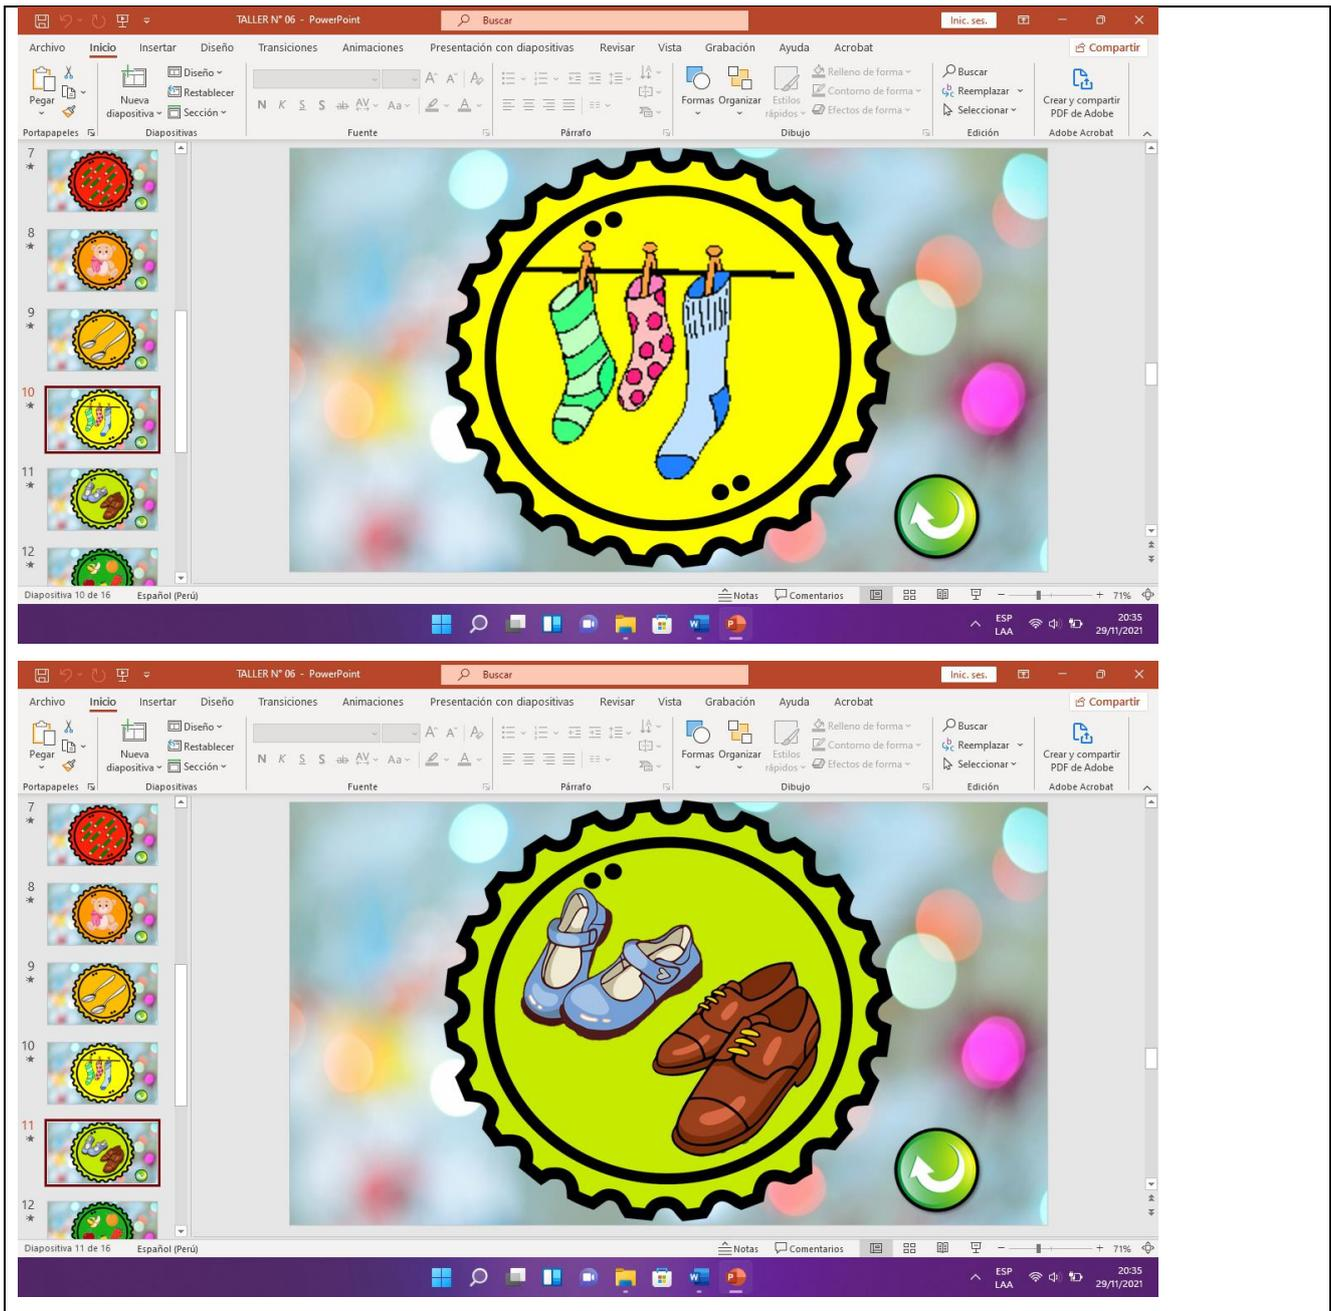 TALLER N° 06 - PowerPoint
Buscar
Inic. ses.
Archivo Inicio Insertar Diseño Transiciones Animaciones Presentación con diapositivas Revisar Vista Grabación Ayuda Acrobat Compartir
Pegar
Nueva diapositiva
Diseño
Restablecer
Sección
N K S S ab AV Aa A
A A A
Formas Organizar Estilos rápidos
Relleno de forma
Contorno de forma
Efectos de forma
Buscar
Reemplazar
Seleccionar
Crear y compartir PDF de Adobe
Portapapeles Diapositivas Fuente Párrafo Dibujo Edición Adobe Acrobat
7
8
9
10
11
12
Diapositiva 10 de 16 Español (Perú) Notas Comentarios 71%
ESP
LAA
20:35
29/11/2021
TALLER N° 06 - PowerPoint
Buscar
Inic. ses.
Archivo Inicio Insertar Diseño Transiciones Animaciones Presentación con diapositivas Revisar Vista Grabación Ayuda Acrobat Compartir
Pegar
Nueva diapositiva
Diseño
Restablecer
Sección
N K S S ab AV Aa A
A A A
Formas Organizar Estilos rápidos
Relleno de forma
Contorno de forma
Efectos de forma
Buscar
Reemplazar
Seleccionar
Crear y compartir PDF de Adobe
Portapapeles Diapositivas Fuente Párrafo Dibujo Edición Adobe Acrobat
7
8
9
10
11
12
Diapositiva 11 de 16 Español (Perú) Notas Comentarios 71%
ESP
LAA
20:35
29/11/2021